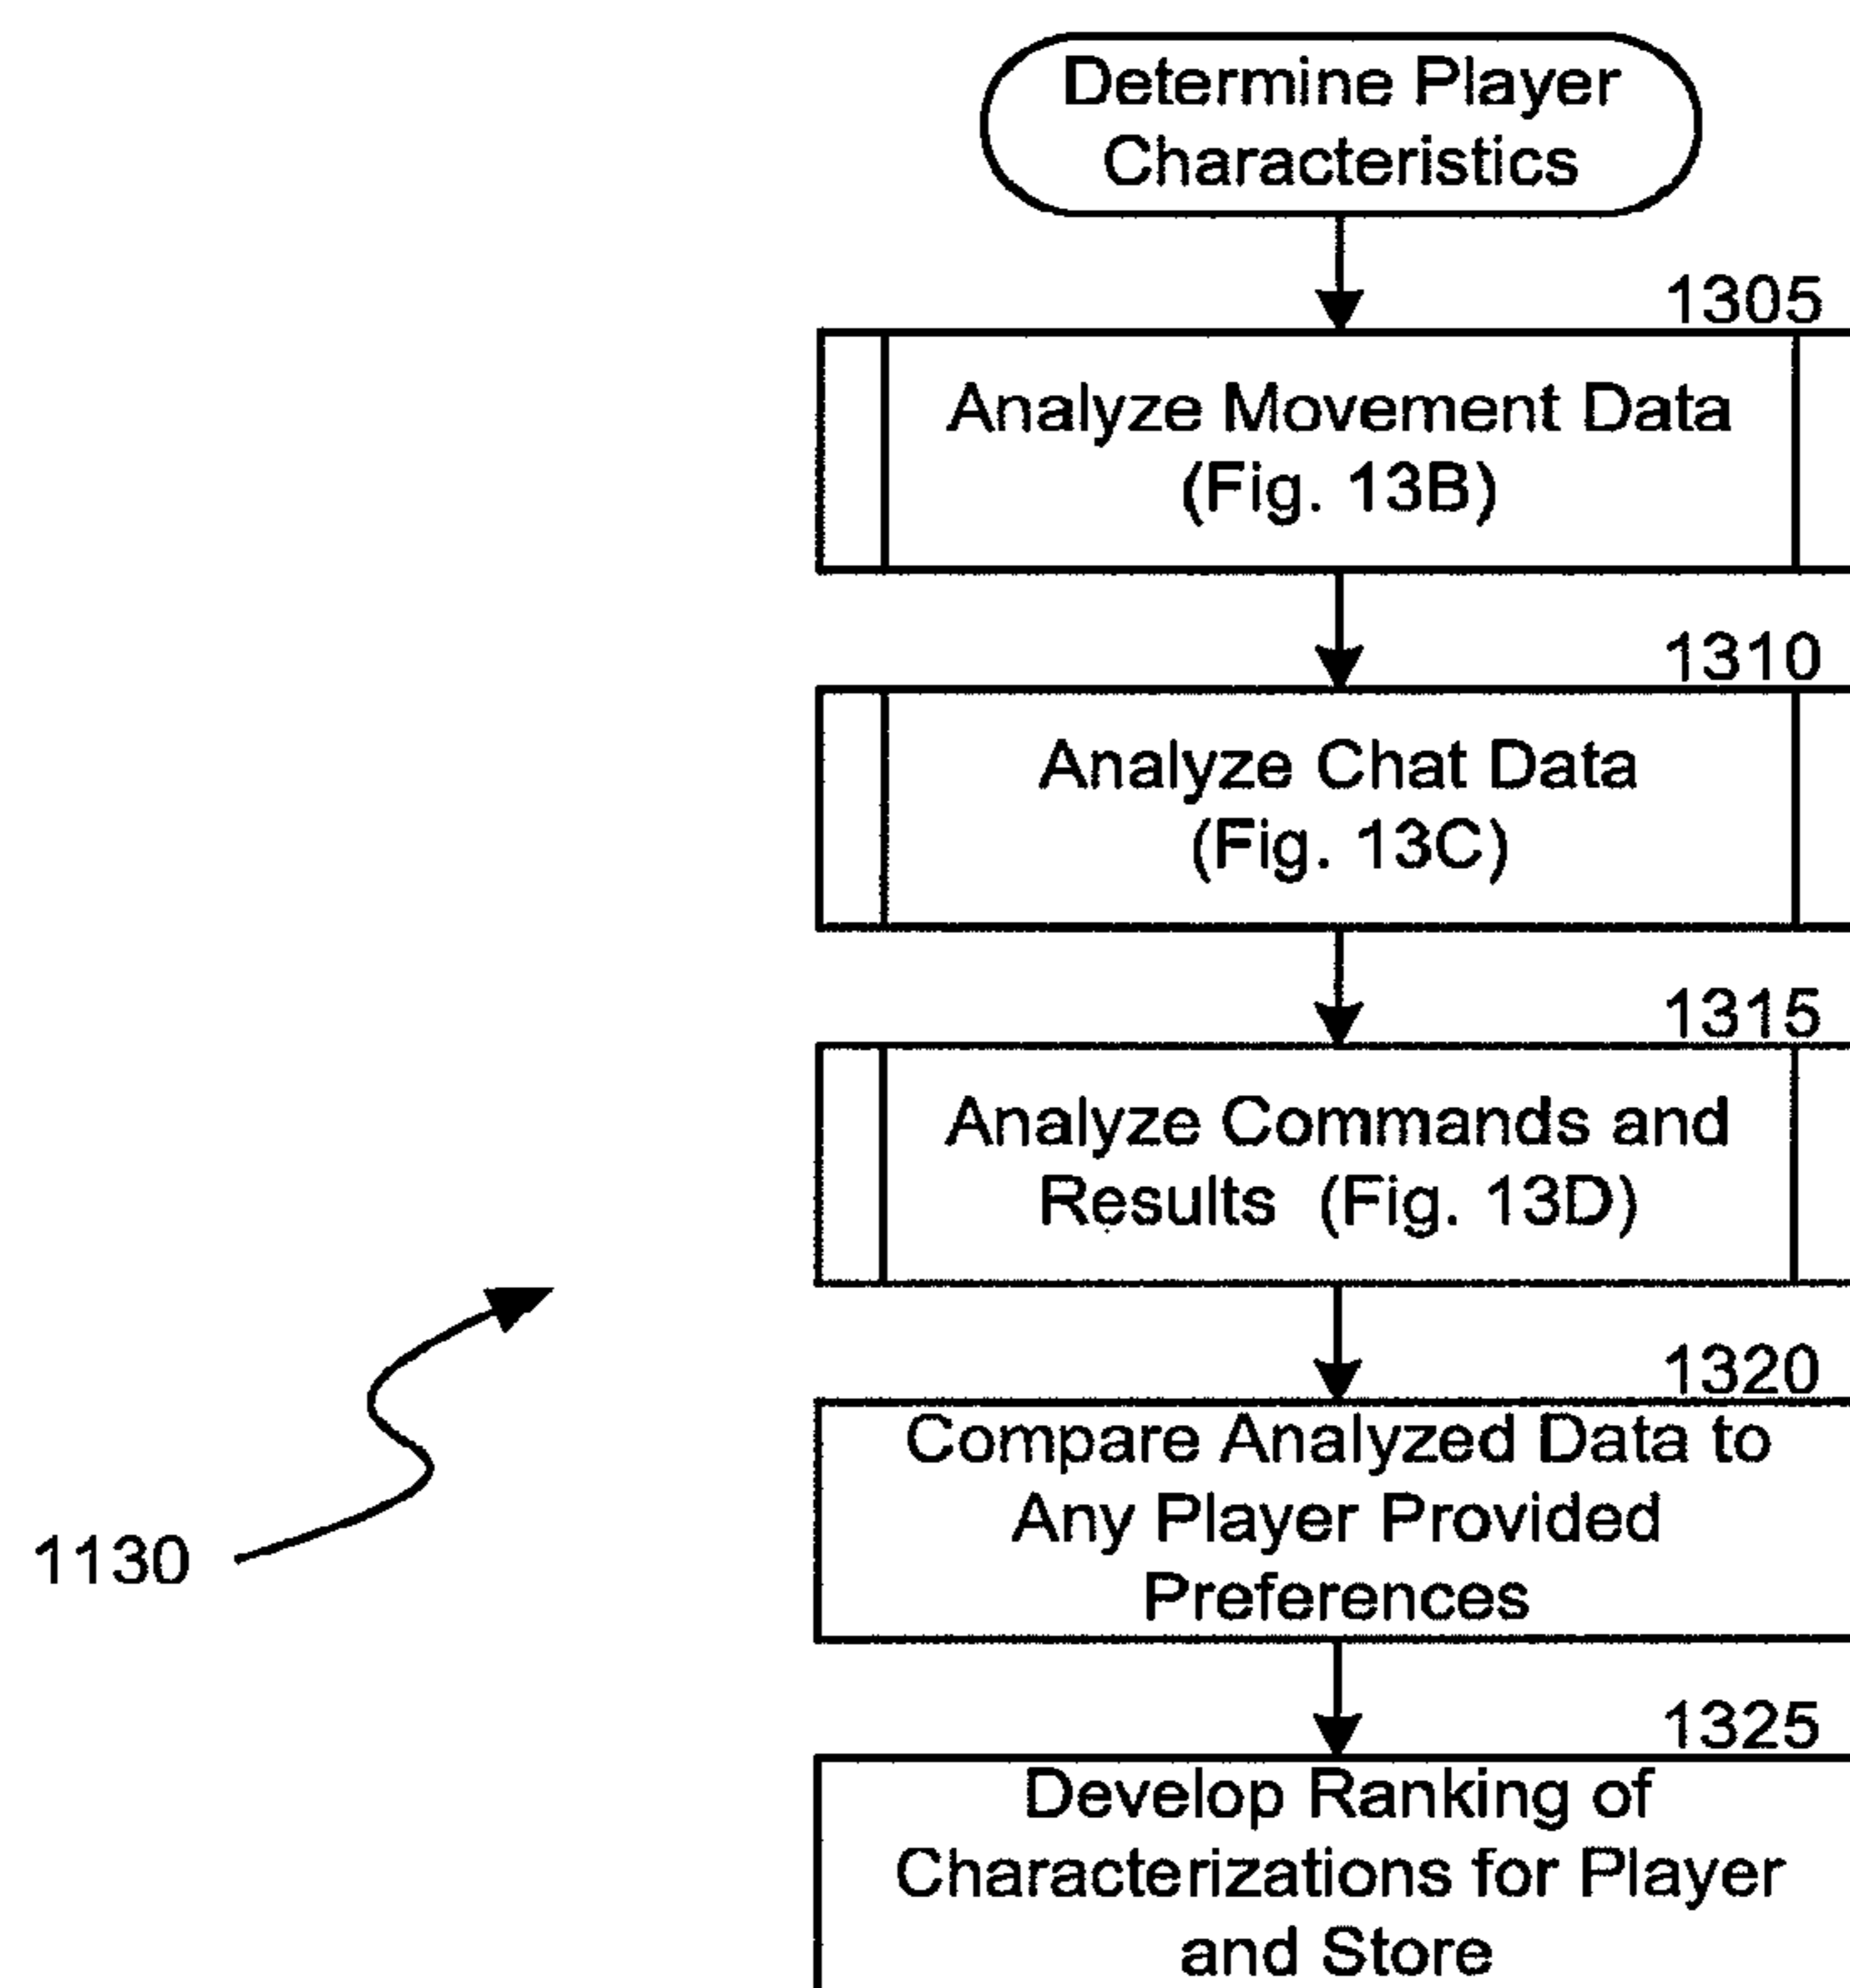 Determine Player
Characteristics
1305
Analyze Movement Data
(Fig. 13B)
1310
Analyze Chat Data
(Fig. 13C)
1315
Analyze Commands and
Results (Fig. 13D)
1320
Compare Analyzed Data to
Any Player Provided
Preferences
1130
1325
Develop Ranking of
Characterizations for Player
and Store